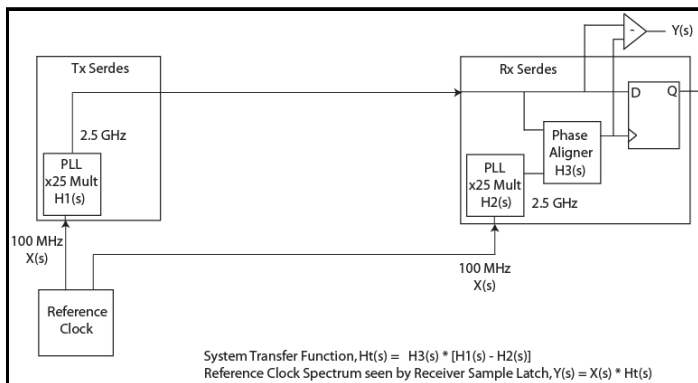 Y(s)
Tx Serdes
Rx Serdes
2.5 GHz
PLL
x25 Mult
H1(s)
D
Q
Phase
Aligner
H3(s)
PLL
x25 Mult
H2(s)
2.5 GHz
100 MHz
X(s)
100 MHz
X(s)
Reference
Clock
System Transfer Function, Ht(s) = H3(s) * [H1(s) - H2(s)]
Reference Clock Spectrum seen by Receiver Sample Latch, Y(s) = X(s) * Ht(s)